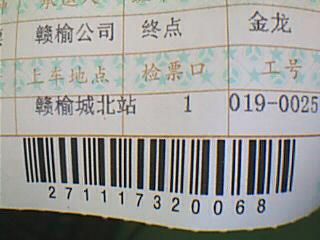 赣榆公司 终点 金龙
上车地点 检票口 工号
赣榆城北站 1 019-0025
271117320068